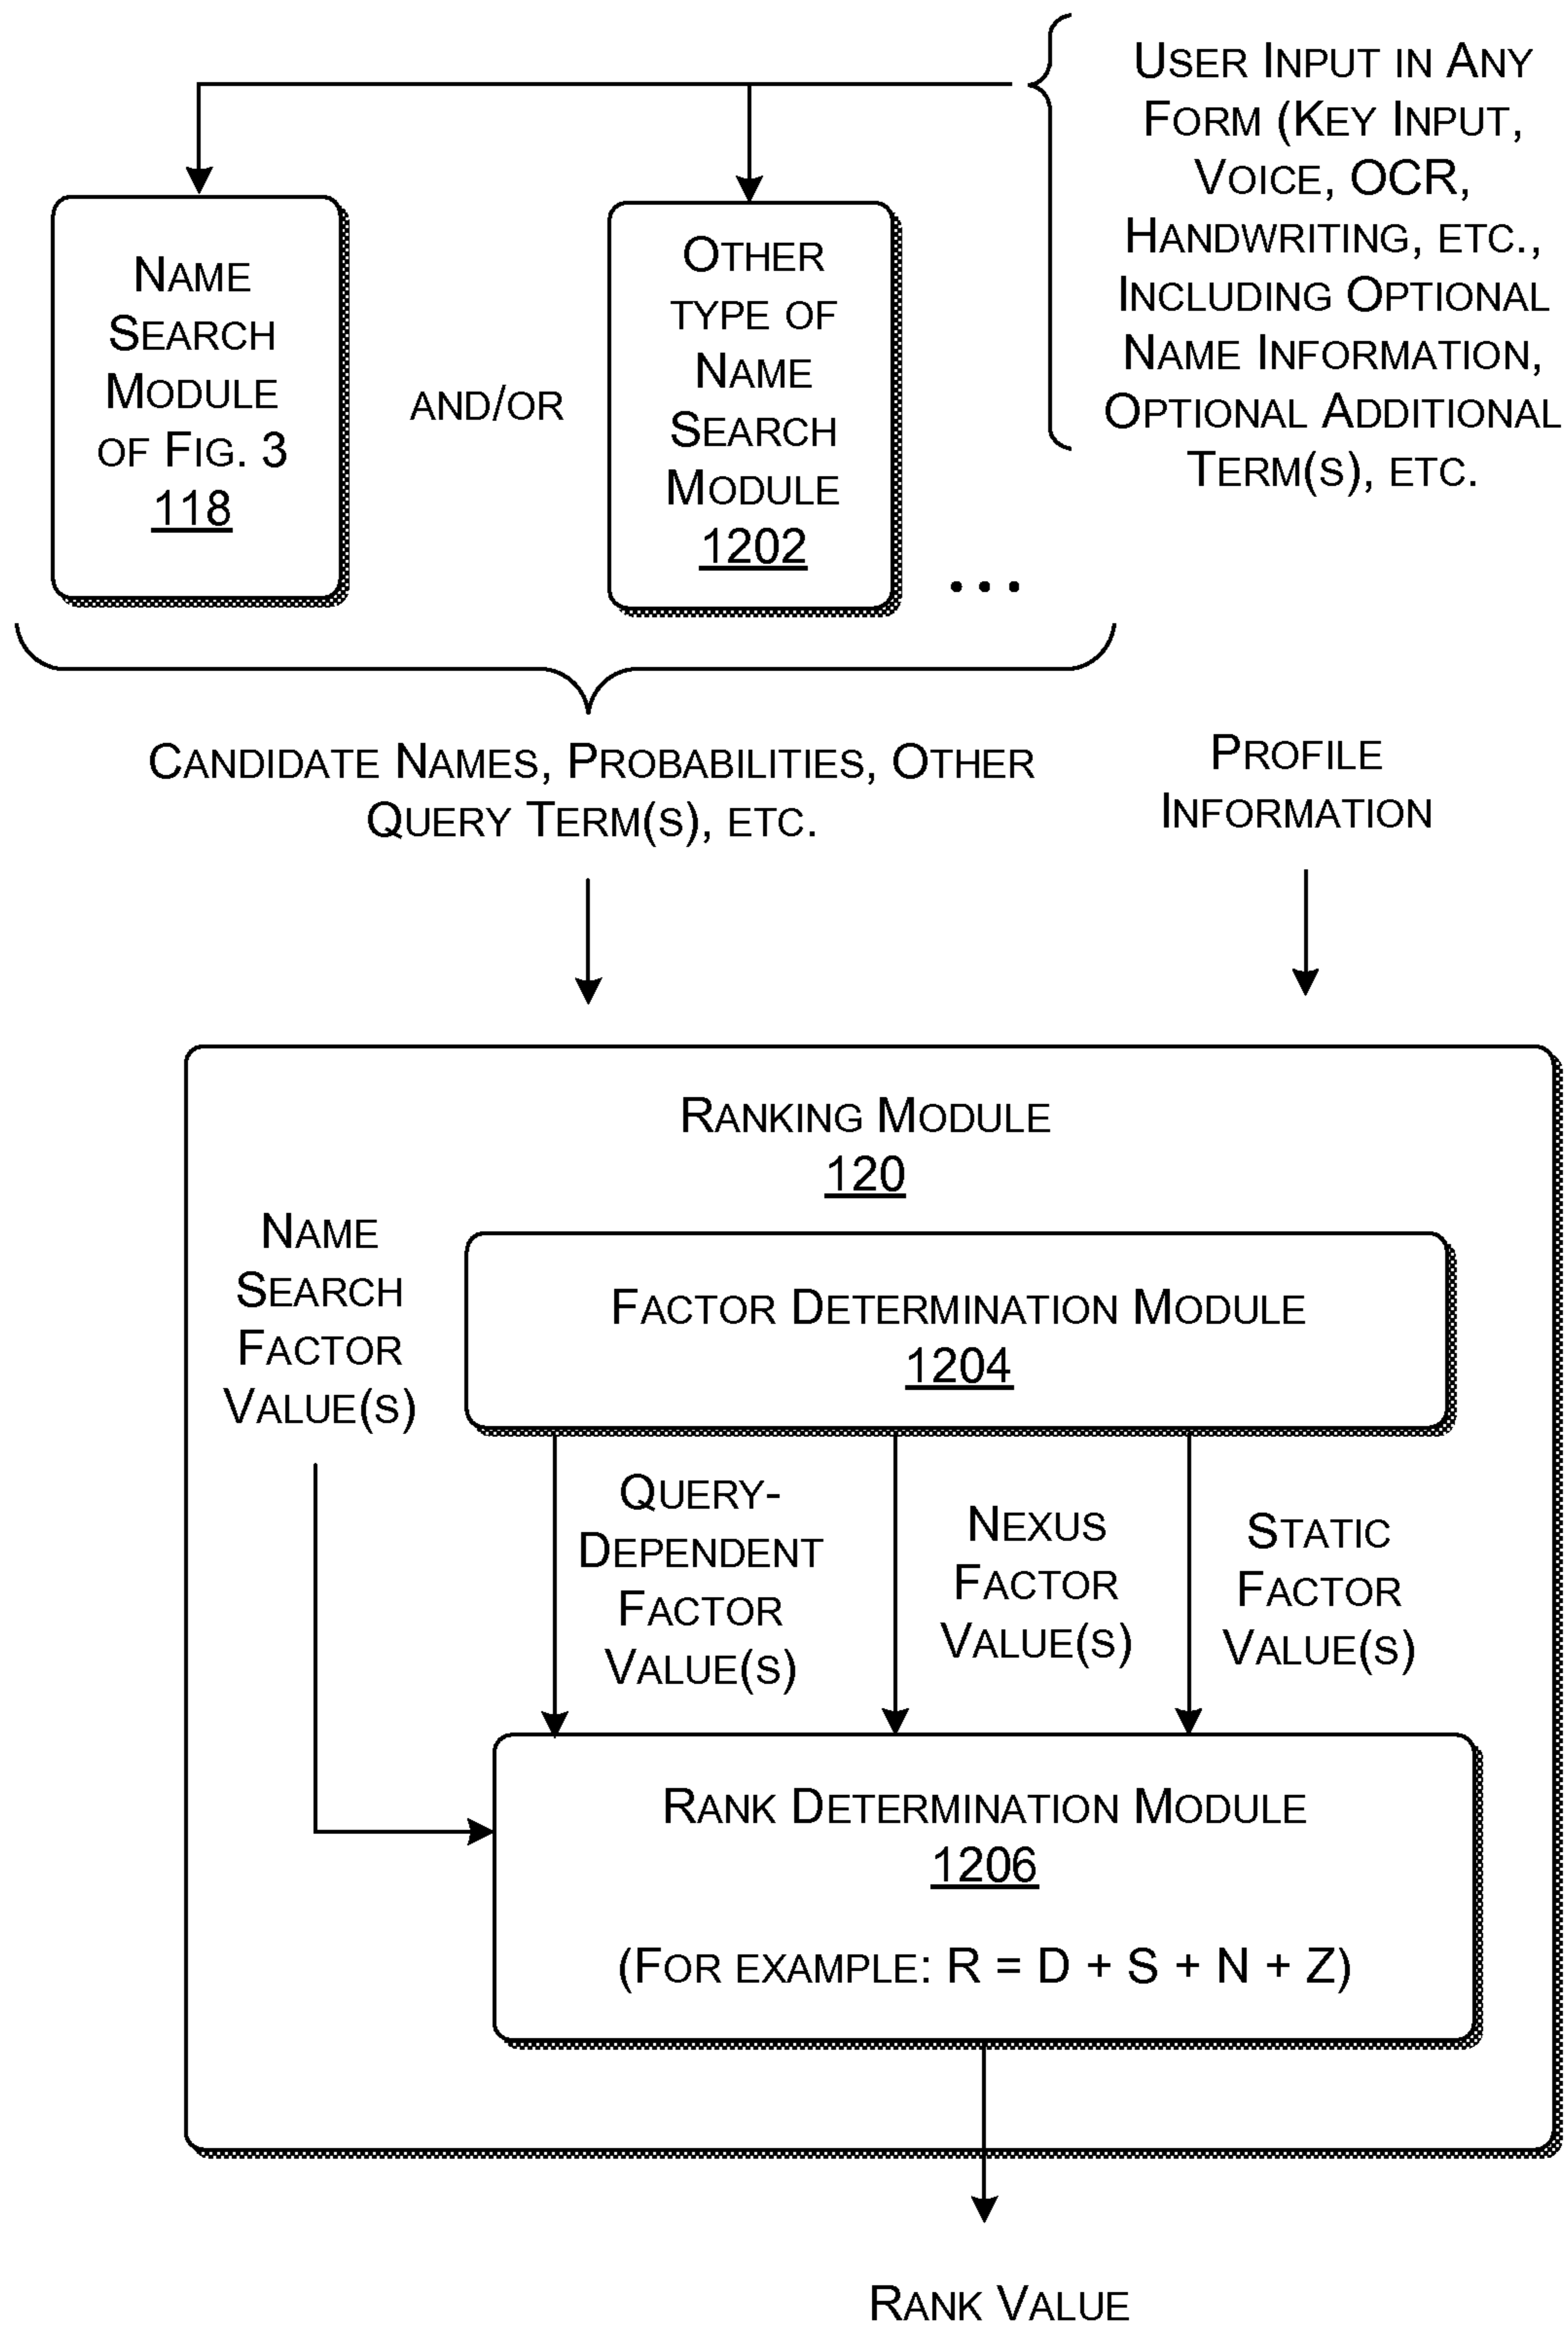 USER INPUT IN ANY
FORM (KEY INPUT,
VOICE, OCR,
HANDWRITING, ETC.,
INCLUDING OPTIONAL
NAME INFORMATION,
OPTIONAL ADDITIONAL
TERM(S), ETC.
NAME
SEARCH
MODULE
OF FIG. 3
118
AND/OR
OTHER
TYPE OF
NAME
SEARCH
MODULE
1202
...
CANDIDATE NAMES, PROBABILITIES, OTHER
QUERY TERM(S), ETC.
PROFILE
INFORMATION
RANKING MODULE
120
NAME
SEARCH
FACTOR
VALUE(S)
FACTOR DETERMINATION MODULE
1204
QUERY-
DEPENDENT
FACTOR
VALUE(S)
NEXUS
FACTOR
VALUE(S)
STATIC
FACTOR
VALUE(S)
RANK DETERMINATION MODULE
1206
(FOR EXAMPLE: R = D + S + N + Z)
RANK VALUE